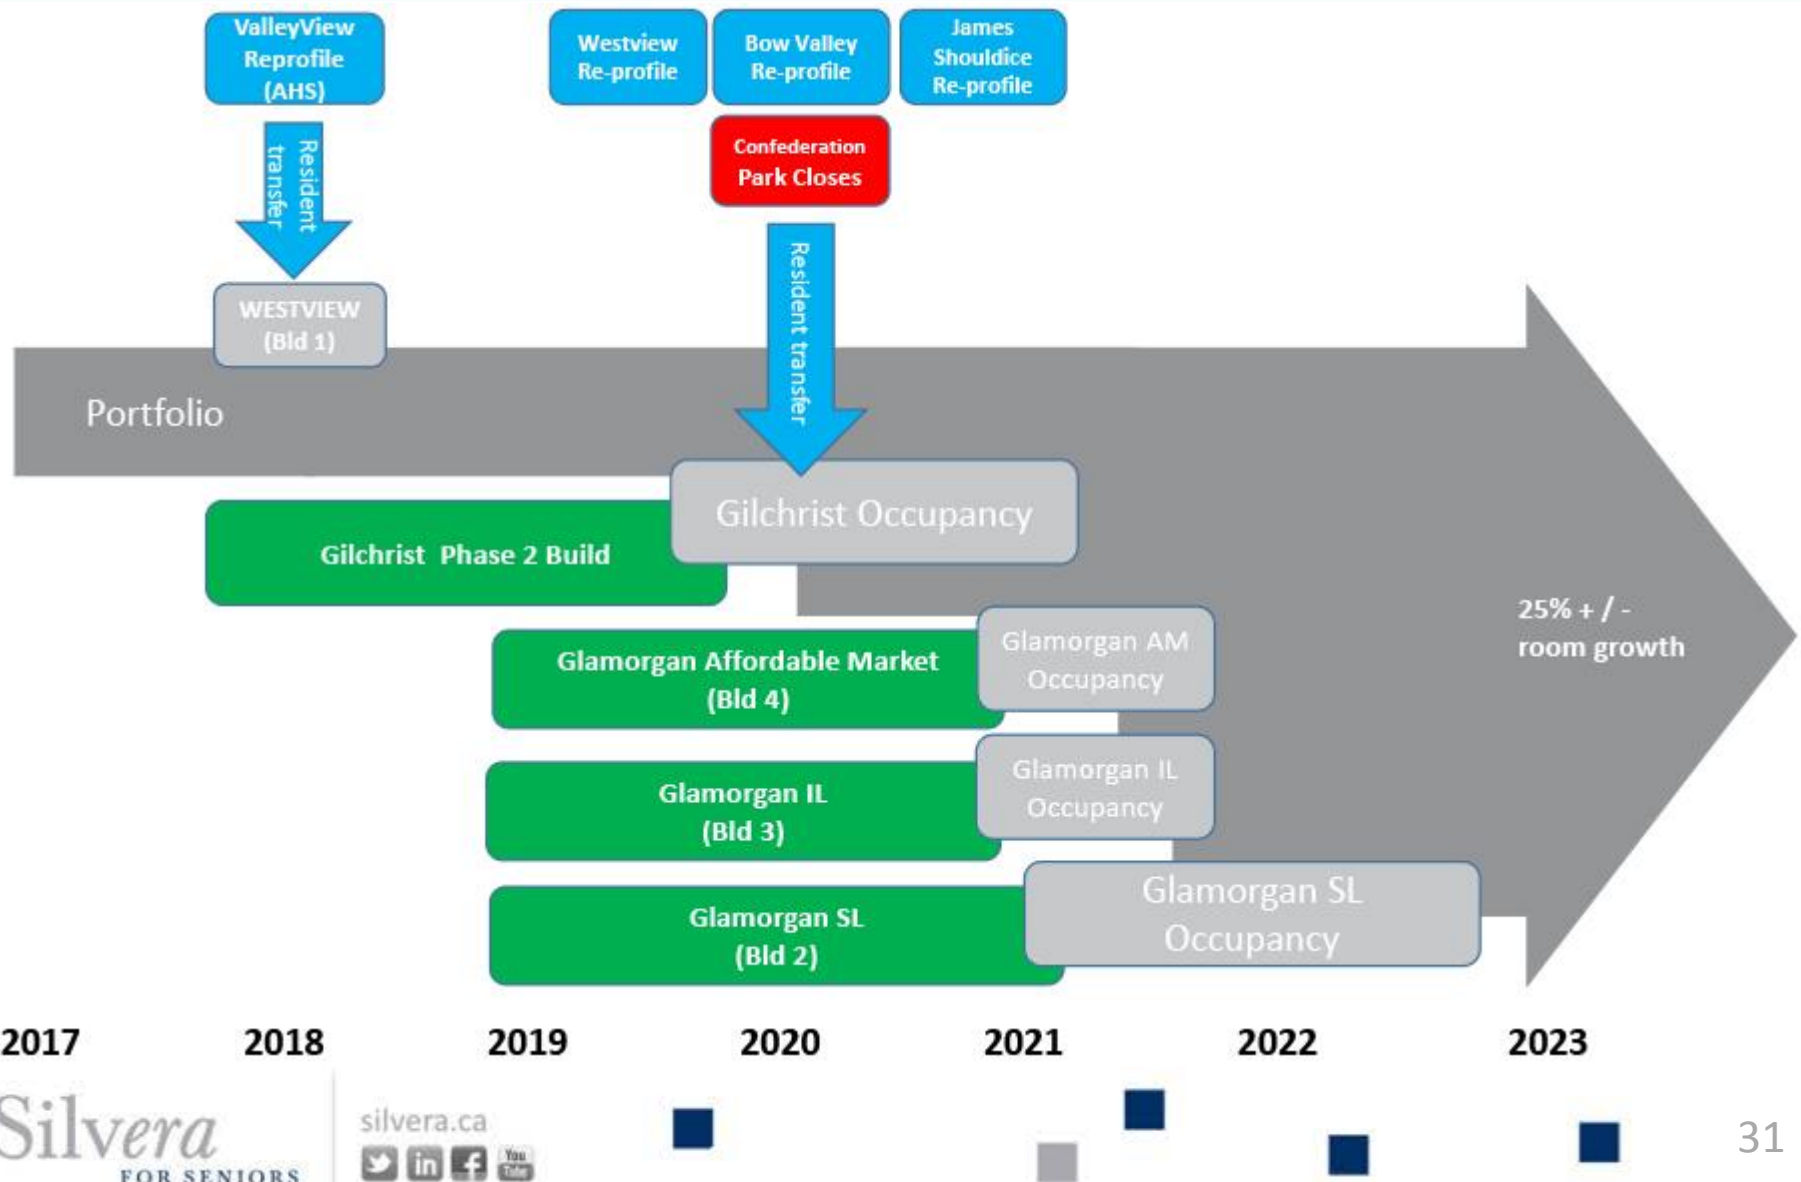 ValleyView
Reprofile
(AHS)
Westview
Re-profile
Bow Valley
Re-profile
James
Shouldice
Re-profile
Confederation
Park Closes
Resident
transfer
Resident transfer
WESTVIEW
(Bld 1)
Portfolio
Gilchrist Occupancy
Gilchrist Phase 2 Build
25% + / -
room growth
Glamorgan Affordable Market
(Bld 4)
Glamorgan AM
Occupancy
Glamorgan IL
(Bld 3)
Glamorgan IL
Occupancy
Glamorgan SL
(Bld 2)
Glamorgan SL
Occupancy
2017 2018 2019 2020 2021 2022 2023
Silvera
FOR SENIORS
silvera.ca
in f You
Tube
31